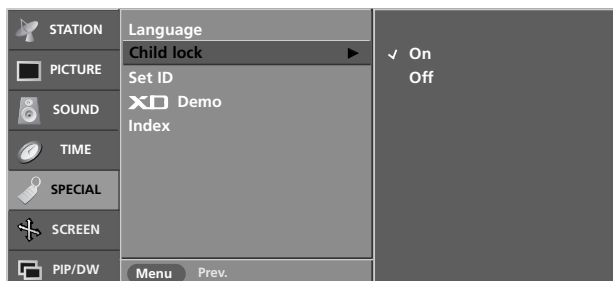 STATION
PICTURE
SOUND
TIME
SPECIAL
SCREEN
PIP/DW
Language
Child lock
Set ID
XD Demo
Index
Menu Prev.
On
Off